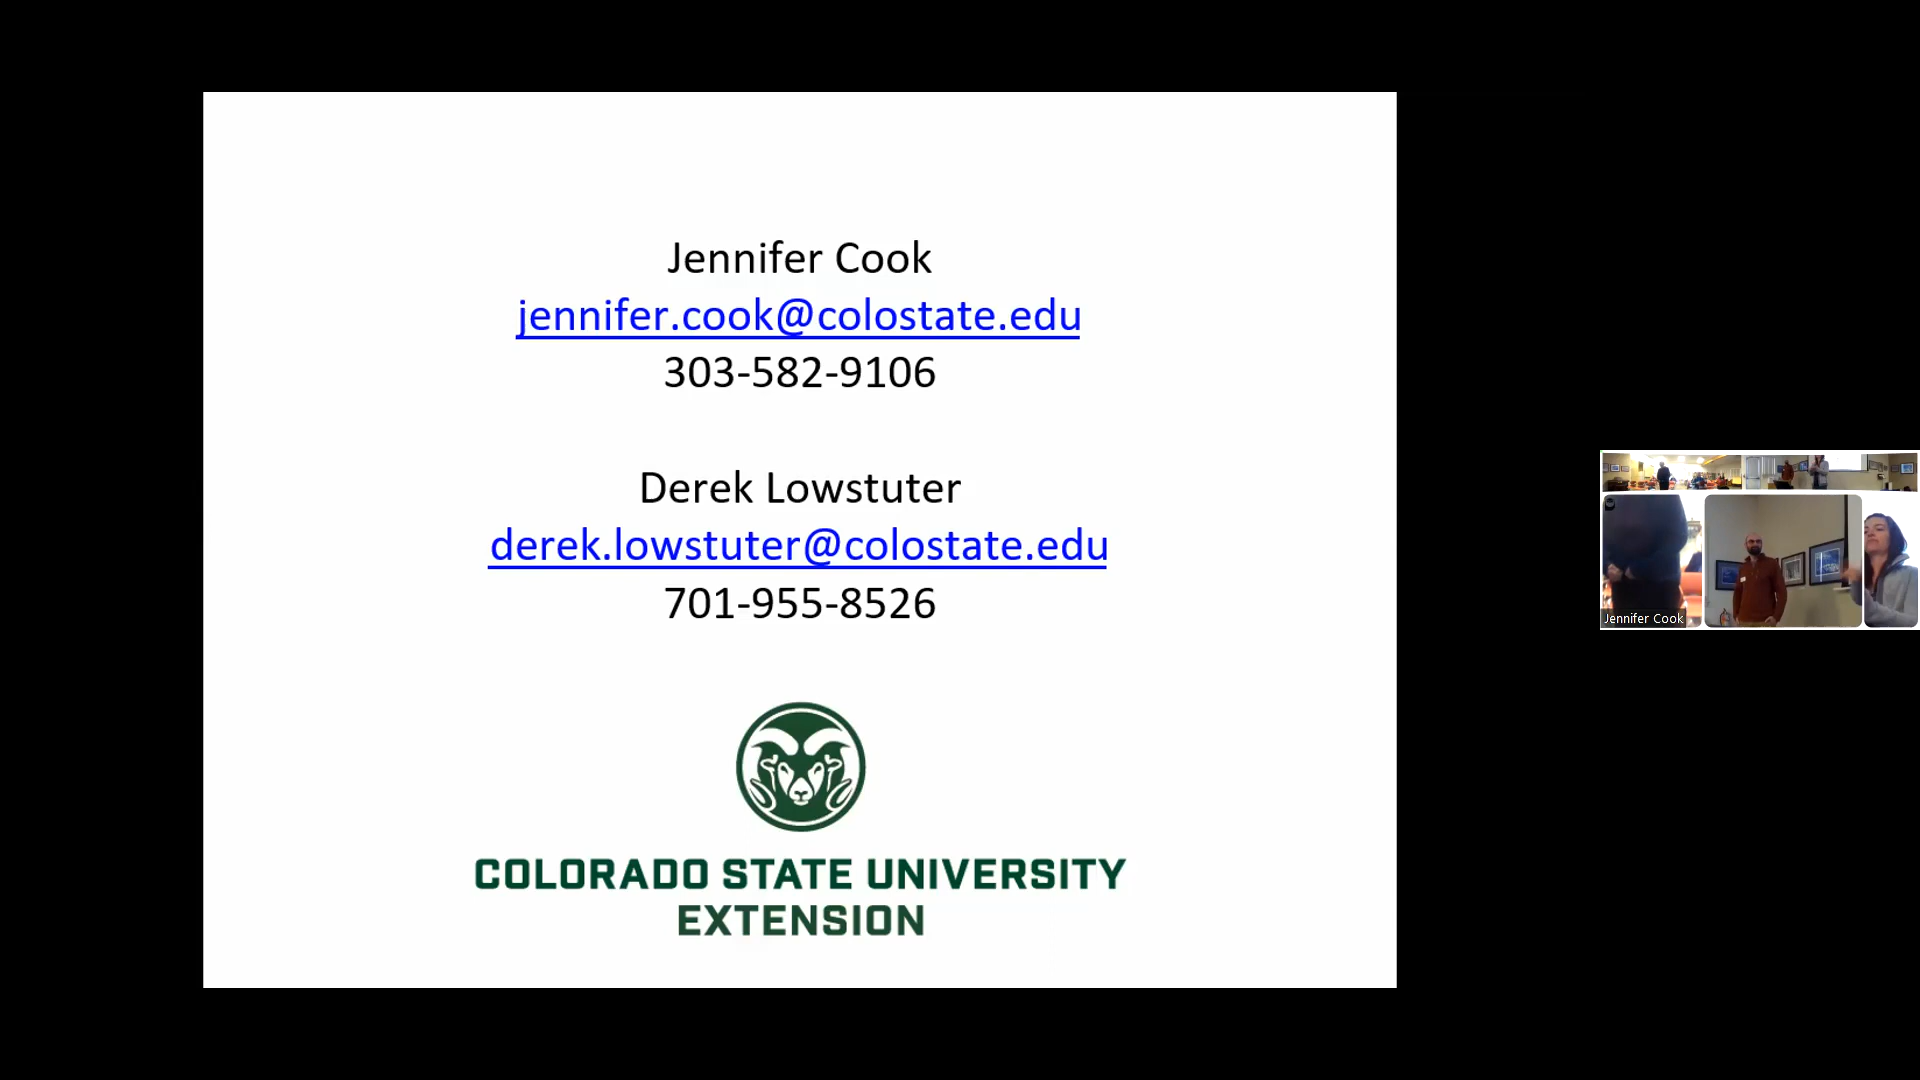 Jennifer Cook
jennifer.cook@colostate.edu
303-582-9106
Derek Lowstuter
derek.lowstuter@colostate.edu
701-955-8526
COLORADO STATE UNIVERSITY
EXTENSION
Jennifer Cook